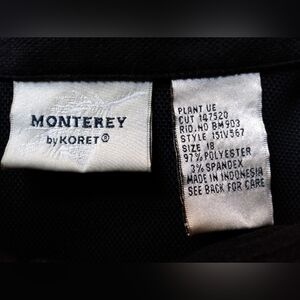 MONTEREY
by KORET®
PLANT.UE
CUT 147520
RID.NO BM903
STYLE 151V567
SIZE 18
97% POLYESTER
3% SPANDEX
MADE IN INDONESIA
SEE BACK FOR CARE